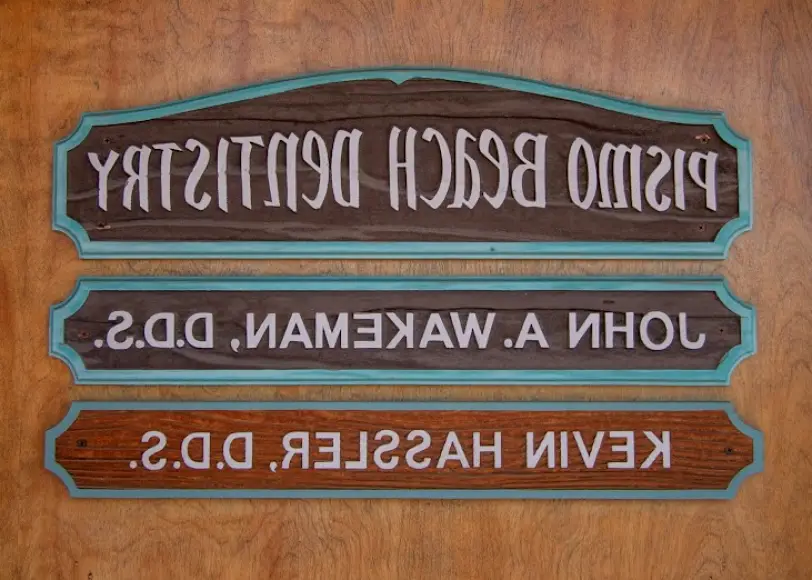 PISMO BEACH DENTISTRY
JOHN A. WAKEMAN, D.D.S.
KEVIN HASSLER, D.D.S.